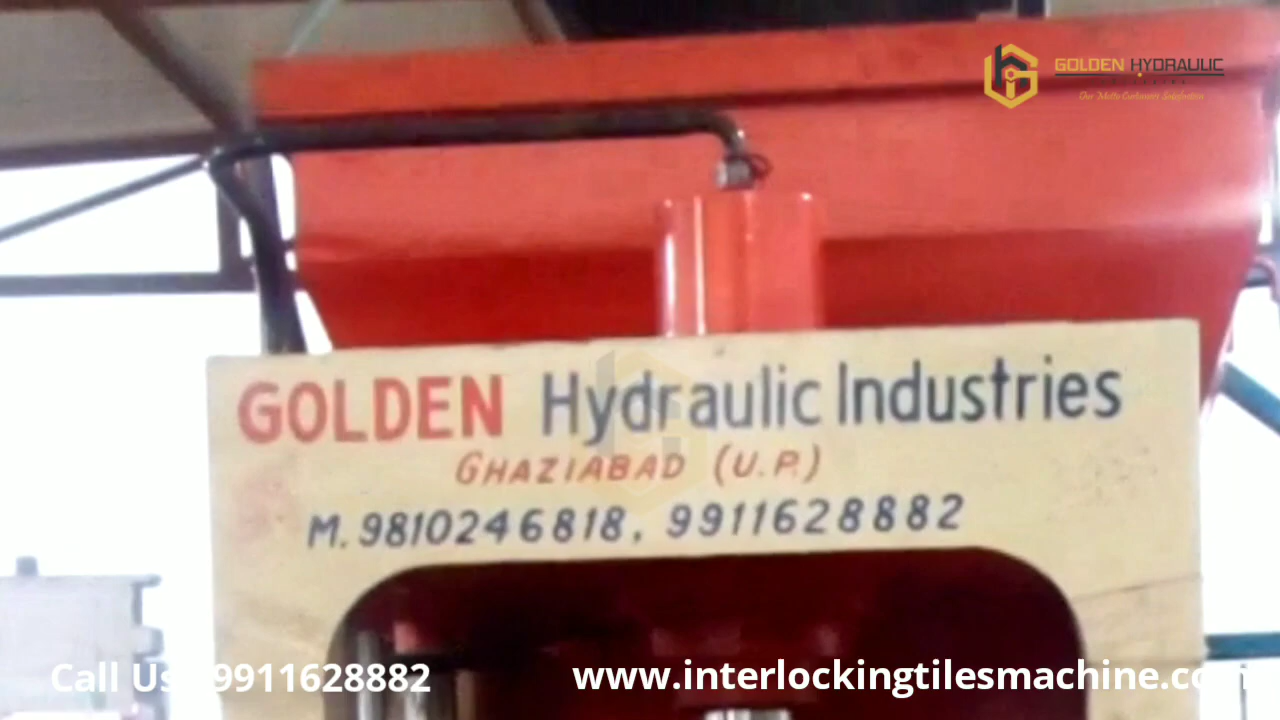 GOLDEN HYDRAULIC
GOLDEN Hydraulic Industries
GHAZIABAD (U.P.)
M. 9810246818, 9911628882
Call Us 9911628882
www.interlockingtilesmachine.co